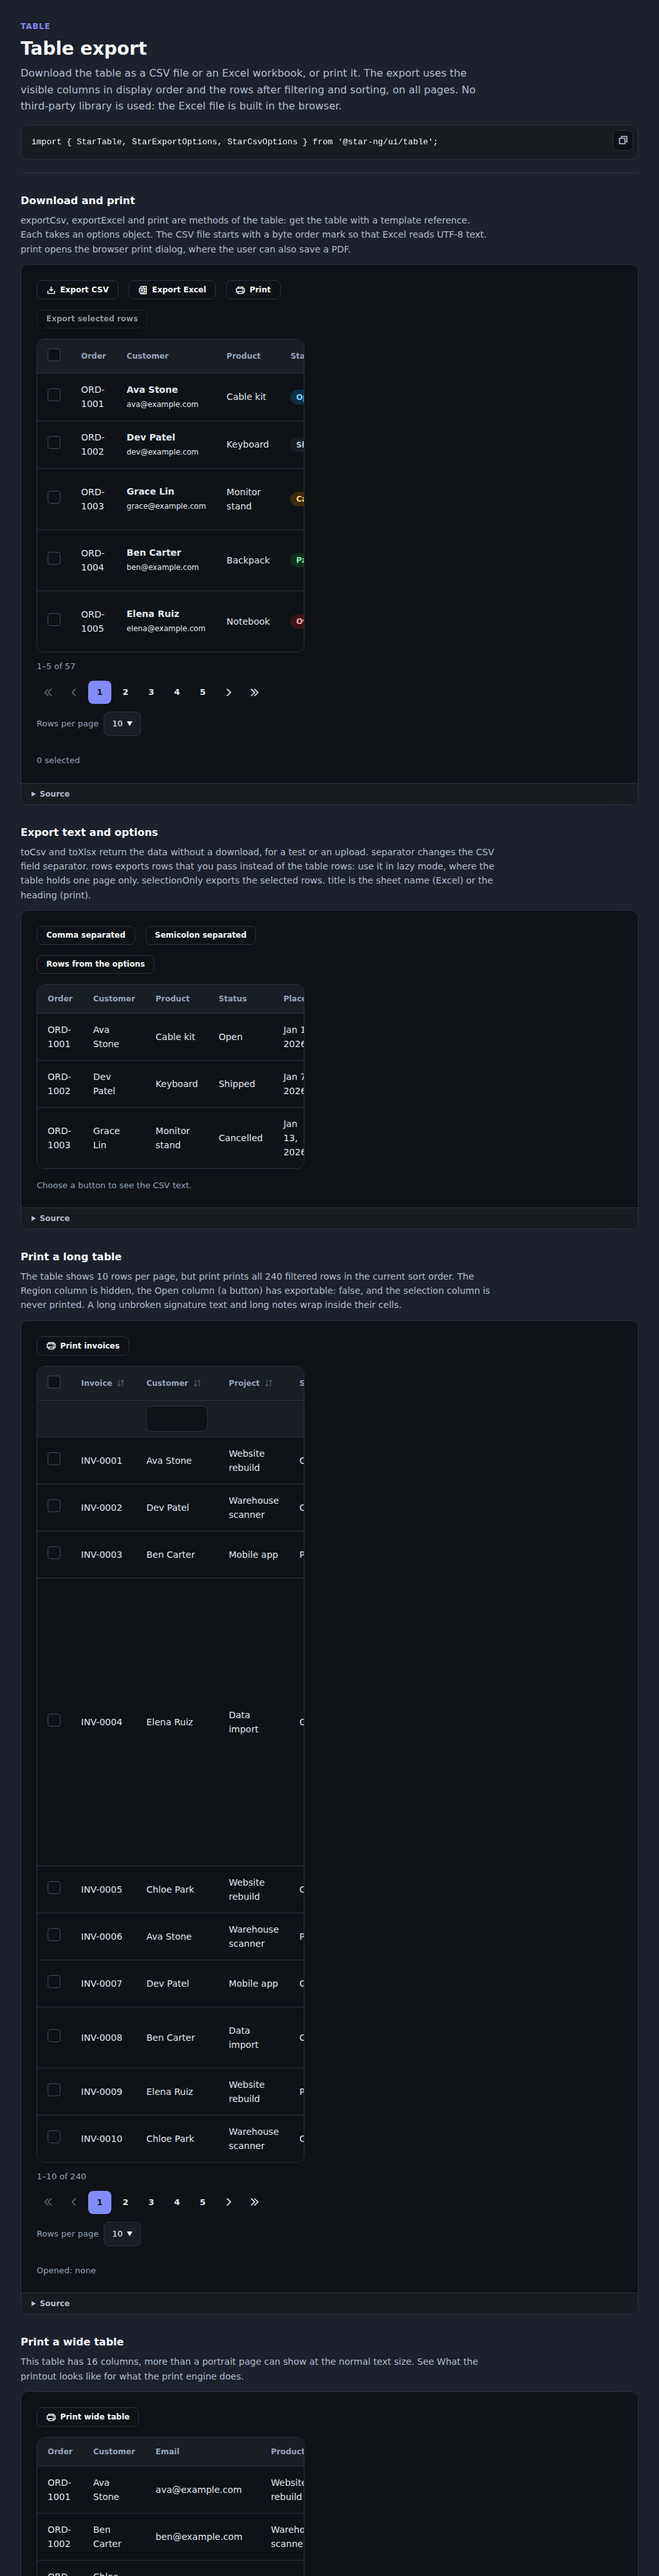 TABLE
Table export
Download the table as a CSV file or an Excel workbook, or print it. The export uses the
visible columns in display order and the rows after filtering and sorting, on all pages. No
third-party library is used: the Excel file is built in the browser.
import { StarTable, StarExportOptions, StarCsvOptions } from '@star-ng/ui/table';
Download and print
exportCsv, exportExcel and print are methods of the table: get the table with a template reference.
Each takes an options object. The CSV file starts with a byte order mark so that Excel reads UTF-8 text.
print opens the browser print dialog, where the user can also save a PDF.
Export CSV Export Excel Print
Export selected rows
Order Customer Product
ORD-1001 Ava Stone ava@example.com Cable kit
ORD-1002 Dev Patel dev@example.com Keyboard
ORD-1003 Grace Lin grace@example.com Monitor stand
ORD-1004 Ben Carter ben@example.com Backpack
ORD-1005 Elena Ruiz elena@example.com Notebook
1–5 of 57
1 2 3 4 5
Rows per page 10
0 selected
Source
Export text and options
toCsv and toXlsx return the data without a download, for a test or an upload. separator changes the CSV
field separator. rows exports rows that you pass instead of the table rows: use it in lazy mode, where the
table holds one page only. selectionOnly exports the selected rows. title is the sheet name (Excel) or the
heading (print).
Comma separated Semicolon separated
Rows from the options
Order Customer Product Status Place
ORD-1001 Ava Stone Cable kit Open Jan 1 2026
ORD-1002 Dev Patel Keyboard Shipped Jan 7 2026
ORD-1003 Grace Lin Monitor stand Cancelled Jan 13, 2026
Choose a button to see the CSV text.
Source
Print a long table
The table shows 10 rows per page, but print prints all 240 filtered rows in the current sort order. The
Region column is hidden, the Open column (a button) has exportable: false, and the selection column is
never printed. A long unbroken signature text and long notes wrap inside their cells.
Print invoices
Invoice Customer Project
INV-0001 Ava Stone Website rebuild
INV-0002 Dev Patel Warehouse scanner
INV-0003 Ben Carter Mobile app
INV-0004 Elena Ruiz Data import
INV-0005 Chloe Park Website rebuild
INV-0006 Ava Stone Warehouse scanner
INV-0007 Dev Patel Mobile app
INV-0008 Ben Carter Data import
INV-0009 Elena Ruiz Website rebuild
INV-0010 Chloe Park Warehouse scanner
1–10 of 240
1 2 3 4 5
Rows per page 10
Opened: none
Source
Print a wide table
This table has 16 columns, more than a portrait page can show at the normal text size. See What the
printout looks like for what the print engine does.
Print wide table
Order Customer Email Product
ORD-1001 Ava Stone ava@example.com Website rebuild
ORD-1002 Ben Carter ben@example.com